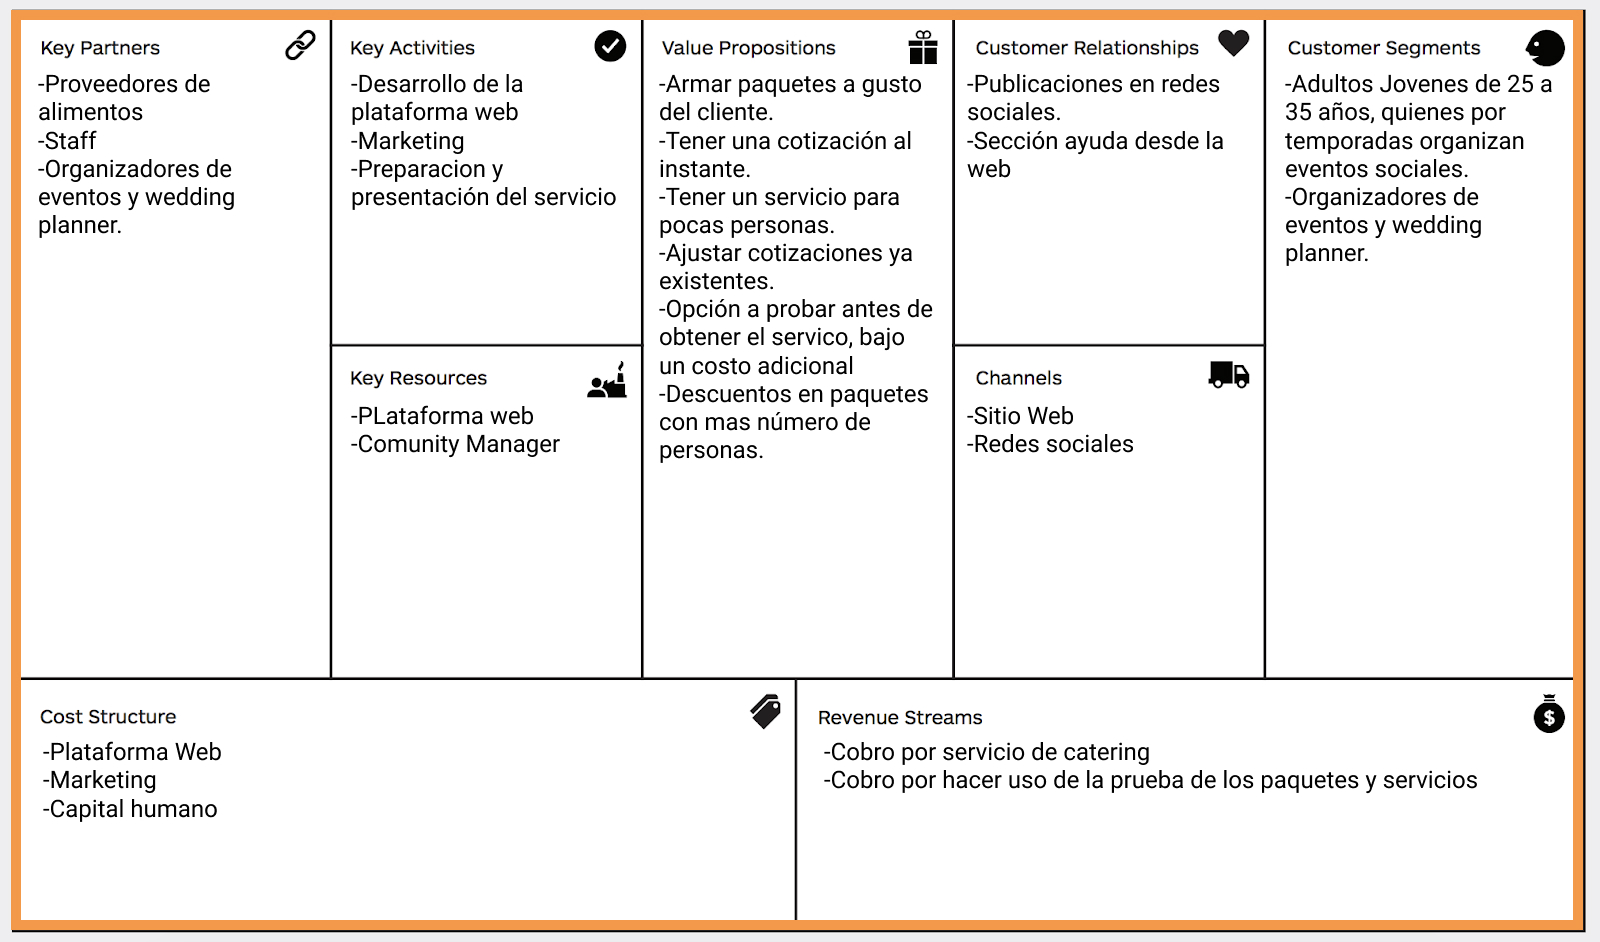 Key Partners
-Proveedores de
alimentos
-Staff
-Organizadores de
eventos y wedding
planner.
Key Activities
-Desarrollo de la
plataforma web
-Marketing
-Preparacion y
presentación del servicio
Key Resources
-PLataforma web
-Comunity Manager
Value Propositions
-Armar paquetes a gusto
del cliente.
-Tener una cotización al
instante.
-Tener un servicio para
pocas personas.
-Ajustar cotizaciones ya
existentes.
-Opción a probar antes de
obtener el servico, bajo
un costo adicional
-Descuentos en paquetes
con mas número de
personas.
Customer Relationships
-Publicaciones en redes
sociales.
-Sección ayuda desde la
web
Channels
-Sitio Web
-Redes sociales
Customer Segments
-Adultos Jovenes de 25 a
35 años, quienes por
temporadas organizan
eventos sociales.
-Organizadores de
eventos y wedding
planner.
Cost Structure
-Plataforma Web
-Marketing
-Capital humano
Revenue Streams
-Cobro por servicio de catering
-Cobro por hacer uso de la prueba de los paquetes y servicios
$